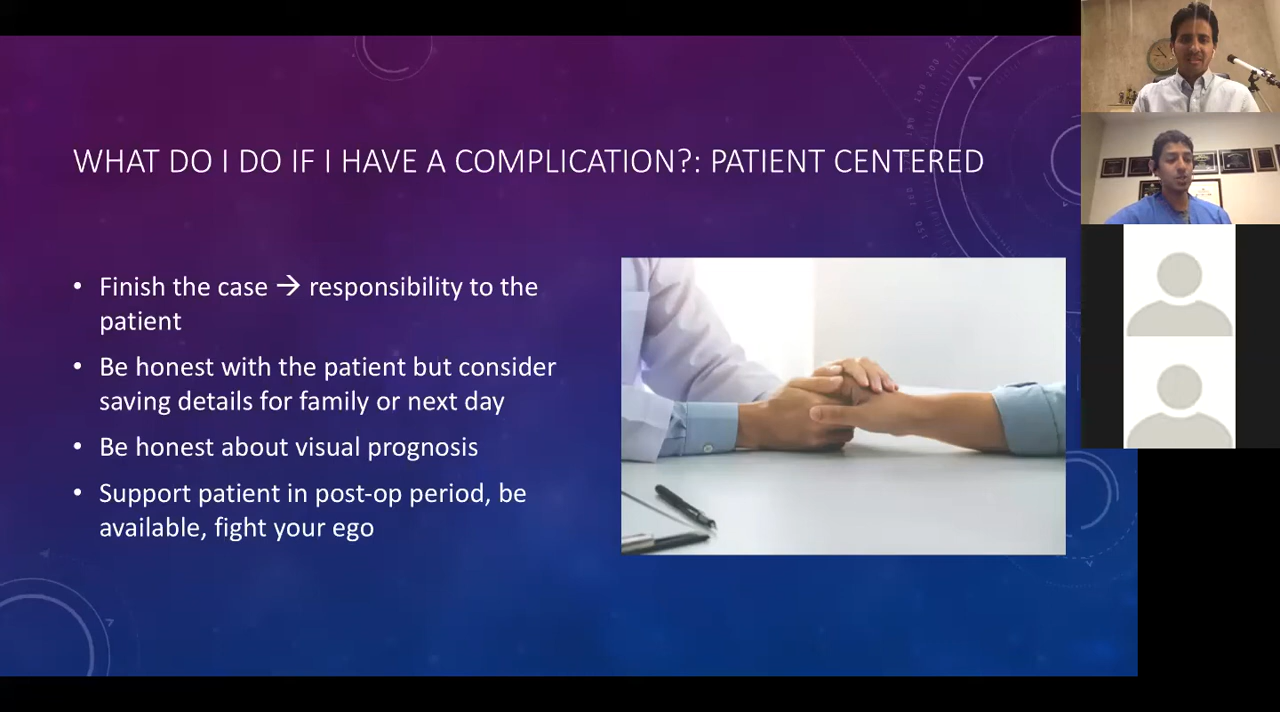 WHAT DO I DO IF I HAVE A COMPLICATION?: PATIENT CENTERED
• Finish the case → responsibility to the
patient
• Be honest with the patient but consider
saving details for family or next day
• Be honest about visual prognosis
• Support patient in post-op period, be
available, fight your ego